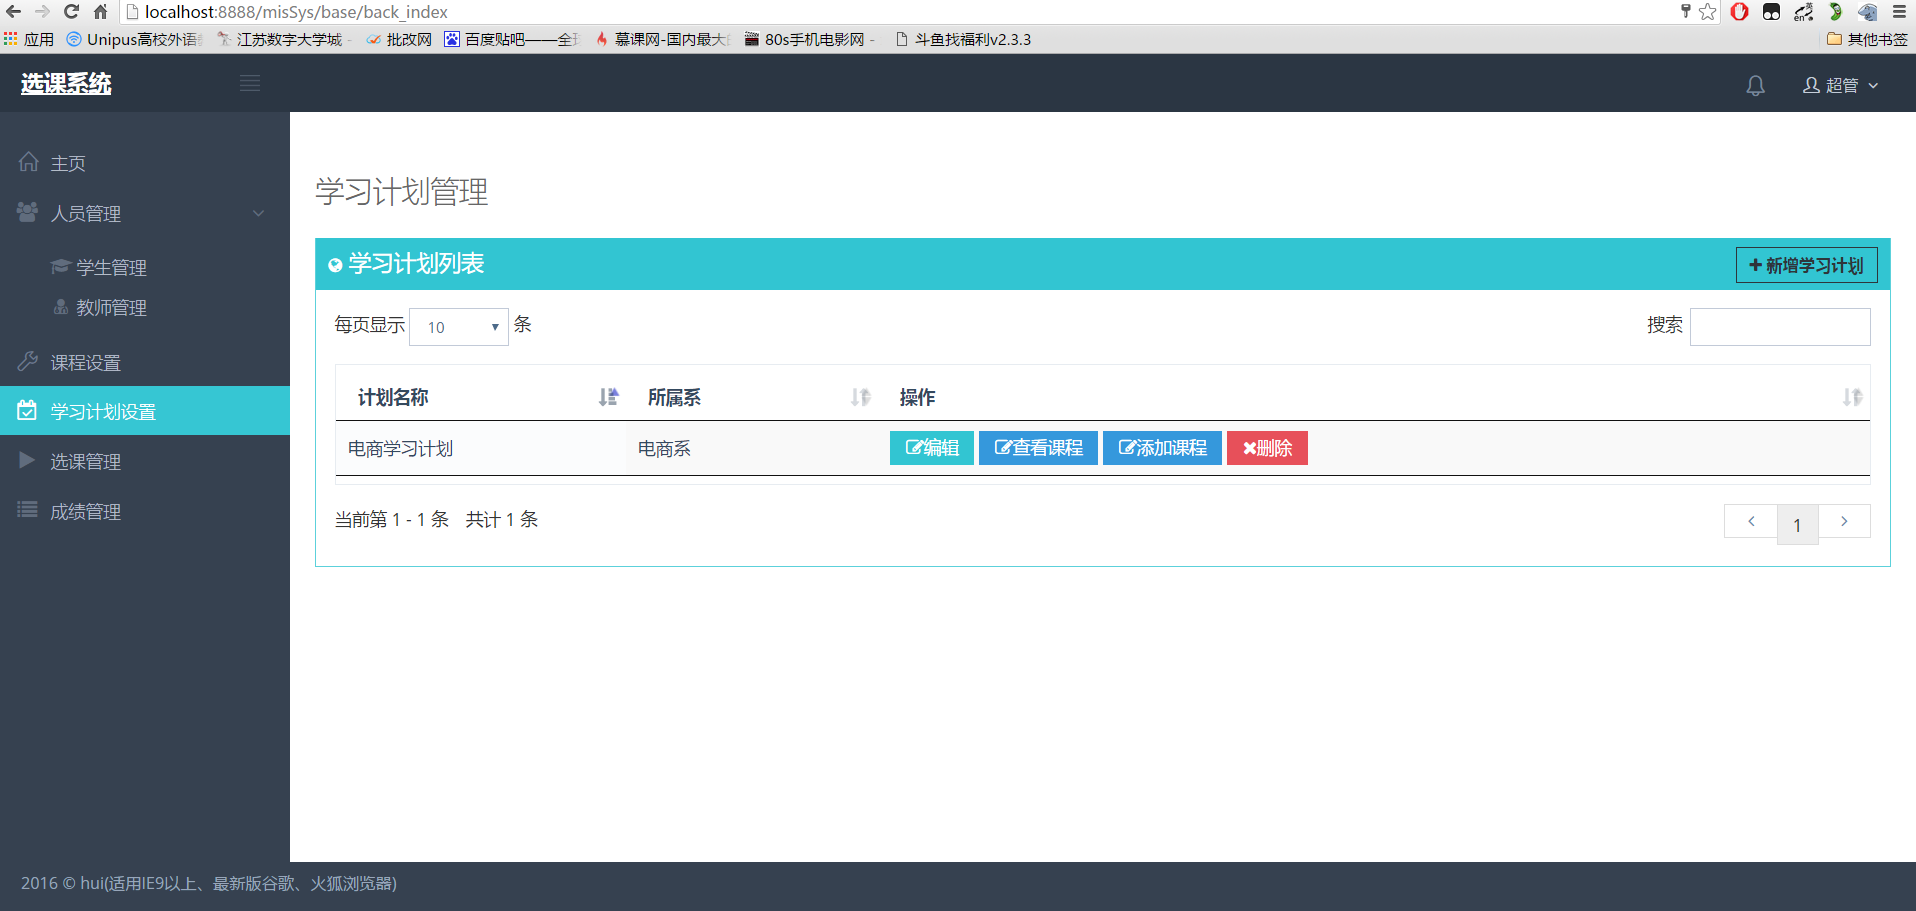 localhost:8888/misSys/base/back_index
应用 Unipus高校外语 江苏数字大学城 - 批改网 百度贴吧——全 慕课网-国内最大 80s手机电影网 - 斗鱼找福利v2.3.3 其他书签
选课系统 超管
主页
人员管理
学生管理
教师管理
课程设置
学习计划设置
选课管理
成绩管理
学习计划管理
学习计划列表 新增学习计划
每页显示 10 条 搜索
计划名称 所属系 操作
电商学习计划 电商系 编辑 查看课程 添加课程 删除
当前第 1 - 1 条 共计 1 条 1
2016 © hui(适用IE9以上、最新版谷歌、火狐浏览器)